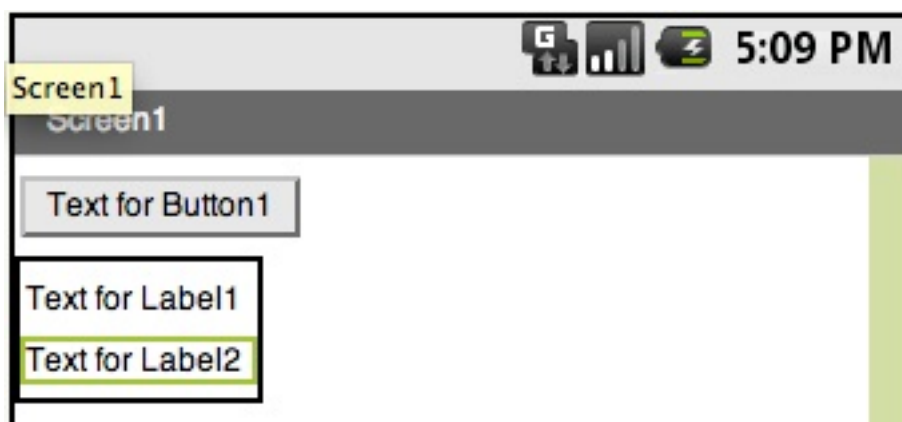 G
5:09 PM
Screen1
Screen1
Text for Button1
Text for Label1
Text for Label2